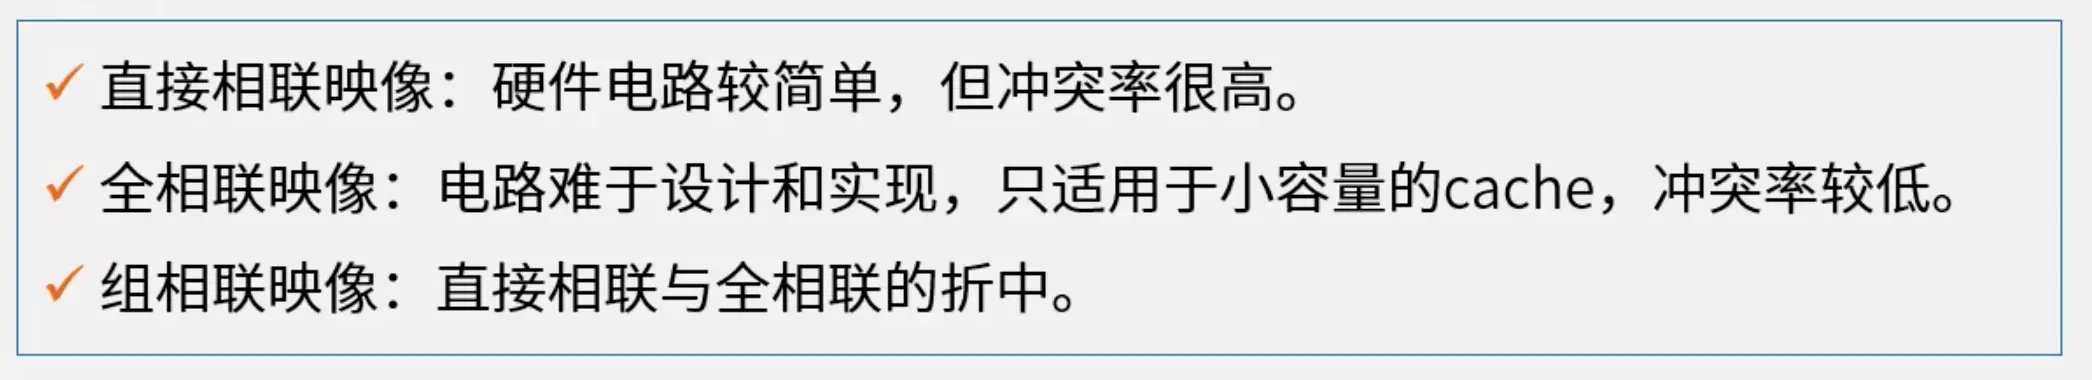 ✓ 直接相联映像：硬件电路较简单，但冲突率很高。
✓ 全相联映像：电路难于设计和实现，只适用于小容量的cache，冲突率较低。
✓ 组相联映像：直接相联与全相联的折中。